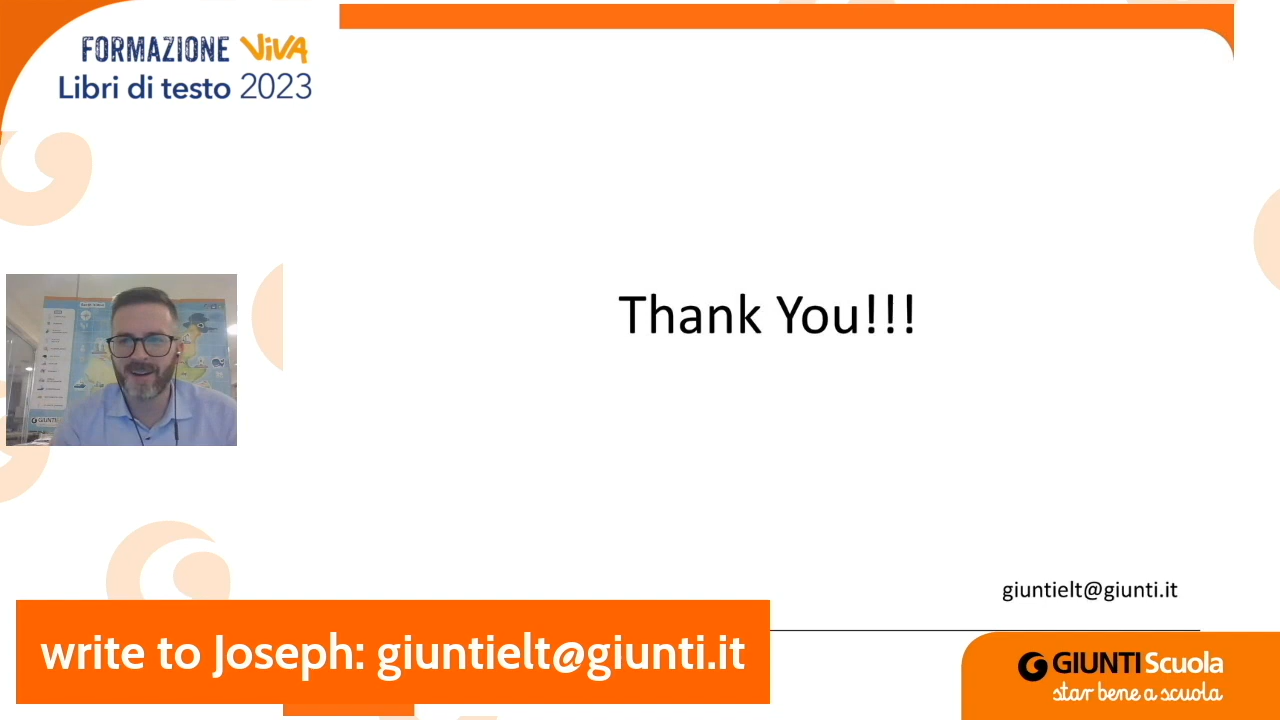 FORMAZIONE VIVA
Libri di testo 2023
Thank You!!!
giuntielt@giunti.it
write to Joseph: giuntielt@giunti.it
GIUNTI Scuola
star bene a scuola
GIUNTI